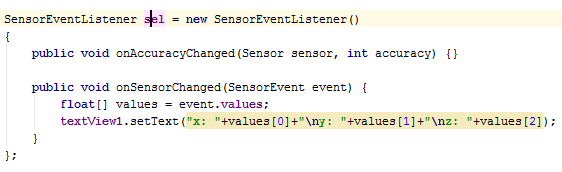 SensorEventListener sel = new SensorEventListener()
{
    public void onAccuracyChanged(Sensor sensor, int accuracy) {}
    public void onSensorChanged(SensorEvent event) {
        float[] values = event.values;
        textView1.setText("x: "+values[0]+"\ny: "+values[1]+"\nz: "+values[2]);
    }
};